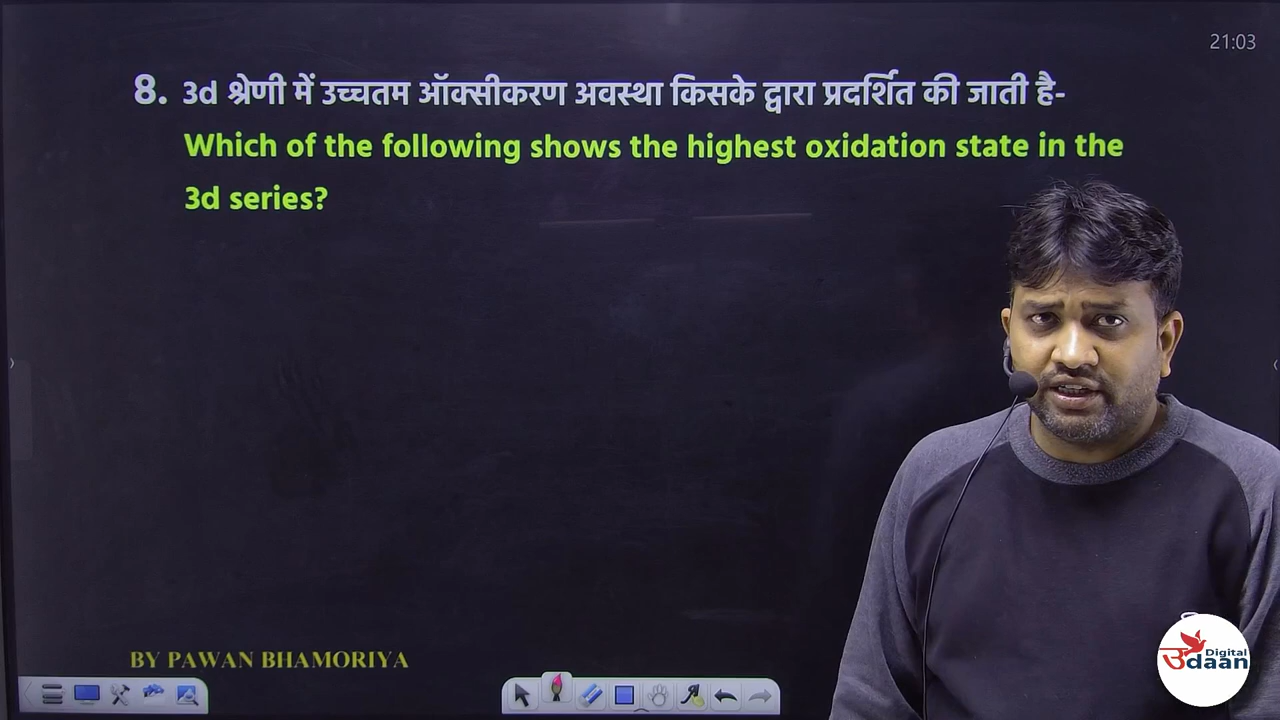 21:03
8. 3d श्रेणी में उच्चतम ऑक्सीकरण अवस्था किसके द्वारा प्रदर्शित की जाती है-
Which of the following shows the highest oxidation state in the
3d series?
BY PAWAN BHAMORIYA
Digital
उdaan